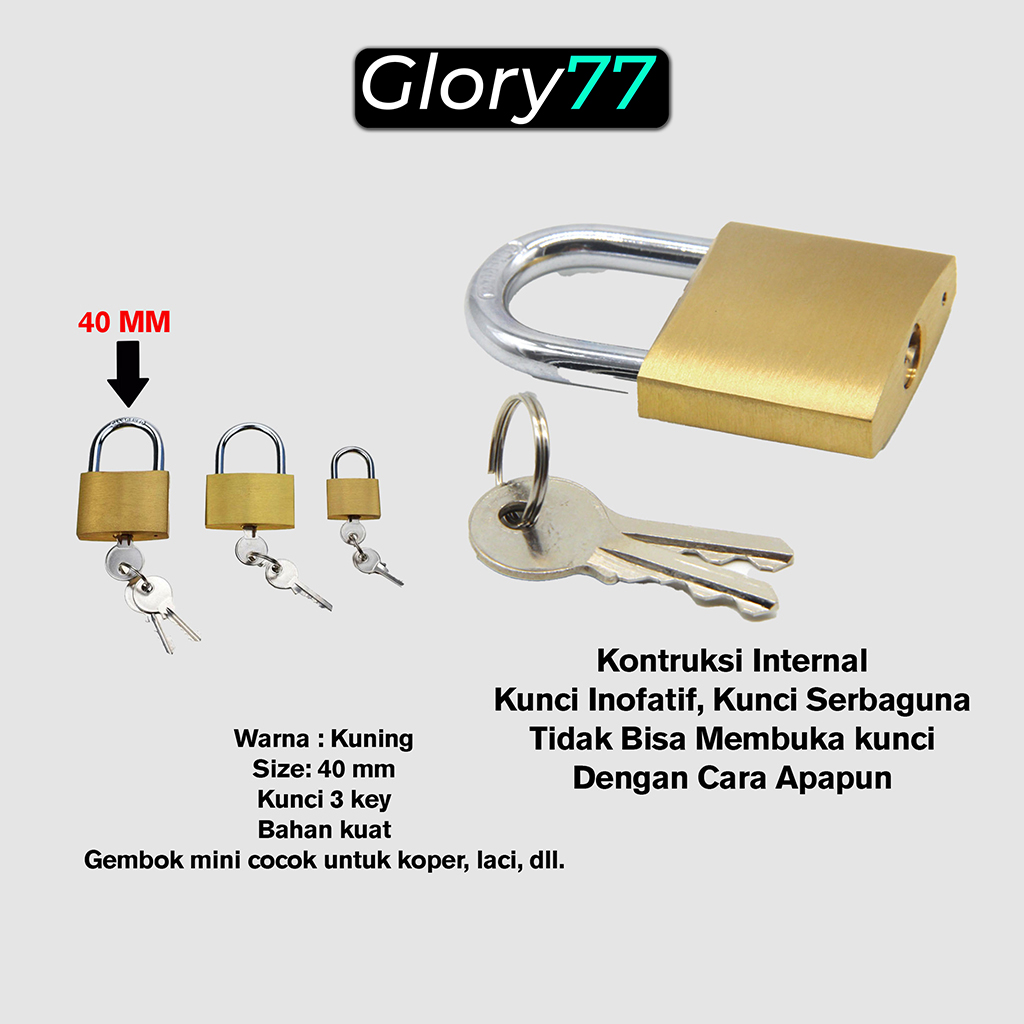 Glory77
40 MM
Kontruksi Internal
Kunci Inofatif, Kunci Serbaguna
Tidak Bisa Membuka kunci
Dengan Cara Apapun
Warna : Kuning
Size: 40 mm
Kunci 3 key
Bahan kuat
Gembok mini cocok untuk koper, laci, dll.